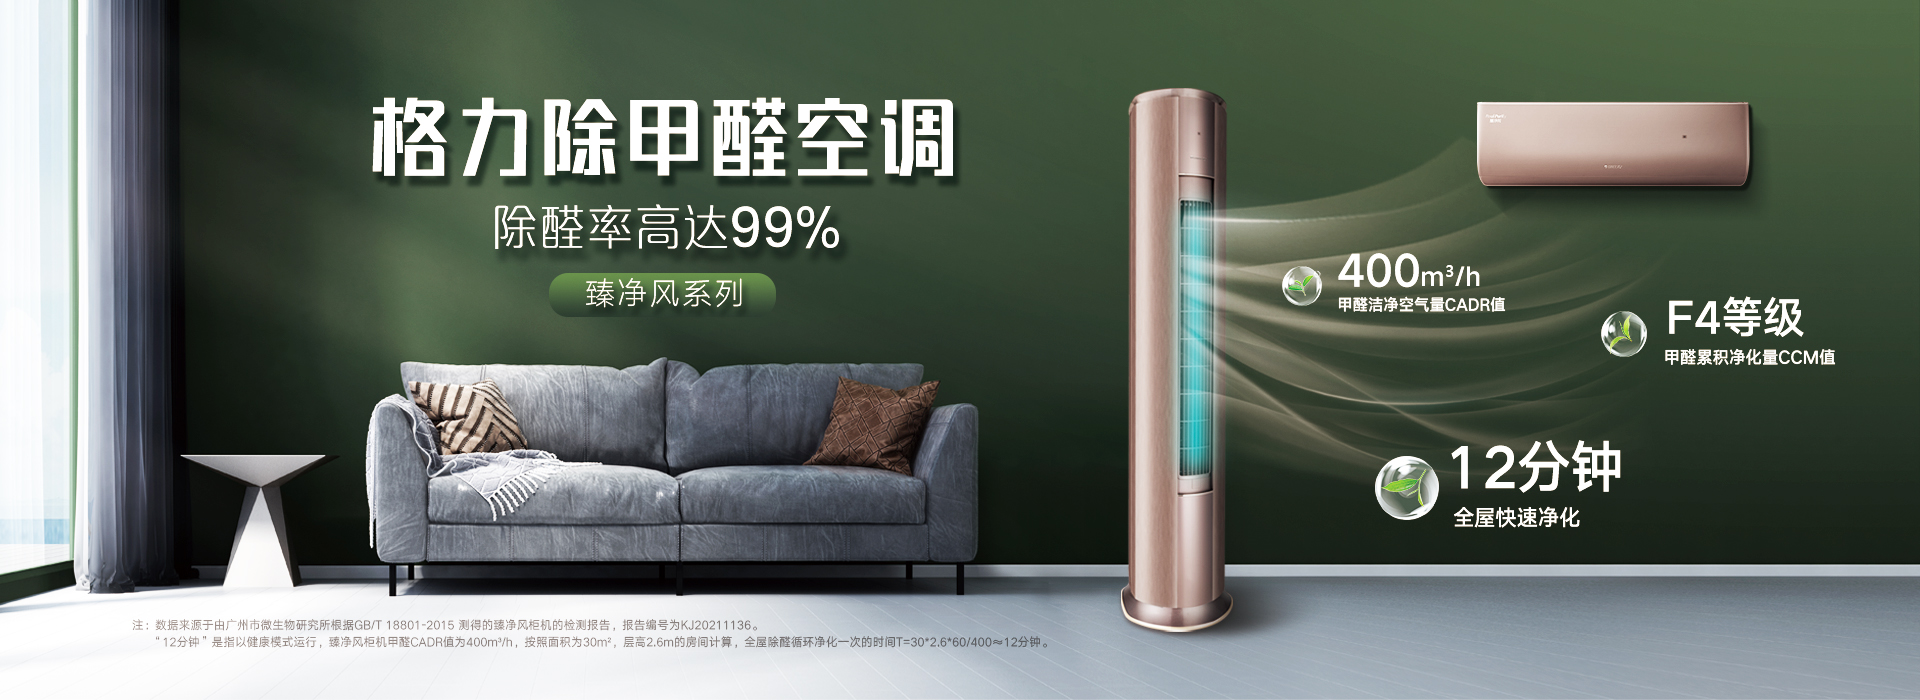 格力除甲醛空调
除醛率高达99%
臻净风系列
400m³/h
甲醛洁净空气量CADR值
F4等级
甲醛累积净化量CCM值
12分钟
全屋快速净化
注：数据来源于由广州市微生物研究所根据GB/T 18801-2015 测得的臻净风柜机的检测报告，报告编号为KJ20211136。
“12分钟”是指以健康模式运行，臻净风柜机甲醛CADR值为400m³/h，按照面积为30m²，层高2.6m的房间计算，全屋除醛循环净化一次的时间T=30*2.6*60/400≈12分钟。